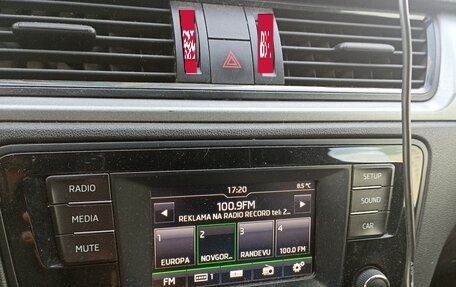 17:20
8.5 °C
RADIO
SETUP
100.9FM
MEDIA
SOUND
REKLAMA NA RADIO RECORD tel: 2_
1
2
3
4
MUTE
CAR
EUROPA
NOVGOR...
RANDEVU
100.0 FM
FM